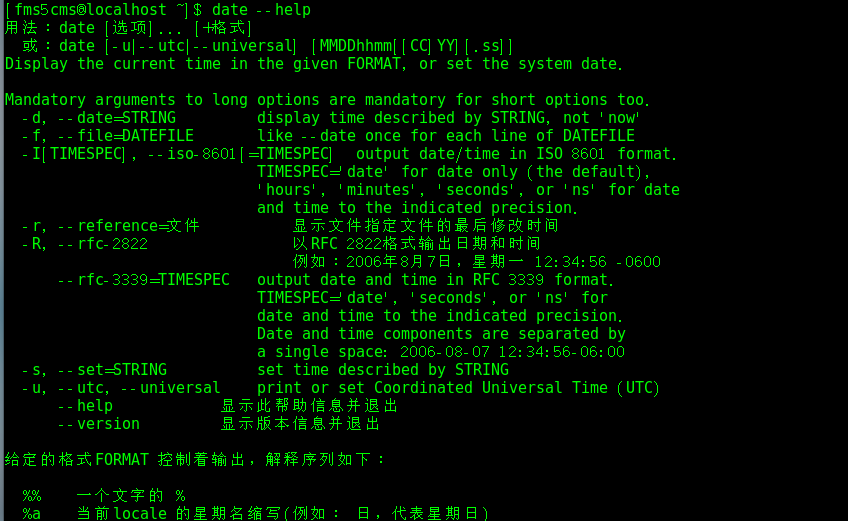 [fms5cms@localhost ~]$ date --help
用法：date [选项]... [+格式]
或：date [-u|--utc|--universal] [MMDDhhmm[[CC]YY][.ss]]
Display the current time in the given FORMAT, or set the system date.
Mandatory arguments to long options are mandatory for short options too.
-d, --date=STRING display time described by STRING, not 'now'
-f, --file=DATEFILE like --date once for each line of DATEFILE
-I[TIMESPEC], --iso-8601[=TIMESPEC] output date/time in ISO 8601 format.
TIMESPEC='date' for date only (the default),
'hours', 'minutes', 'seconds', or 'ns' for date
and time to the indicated precision.
-r, --reference=文件 显示文件指定文件的最后修改时间
-R, --rfc-2822 以RFC 2822格式输出日期和时间
例如：2006年8月7日，星期一 12:34:56 -0600
--rfc-3339=TIMESPEC output date and time in RFC 3339 format.
TIMESPEC='date', 'seconds', or 'ns' for
date and time to the indicated precision.
Date and time components are separated by
a single space: 2006-08-07 12:34:56-06:00
-s, --set=STRING set time described by STRING
-u, --utc, --universal print or set Coordinated Universal Time (UTC)
--help 显示此帮助信息并退出
--version 显示版本信息并退出
给定的格式FORMAT 控制着输出，解释序列如下：
%% 一个文字的 %
%a 当前locale 的星期名缩写(例如： 日，代表星期日)